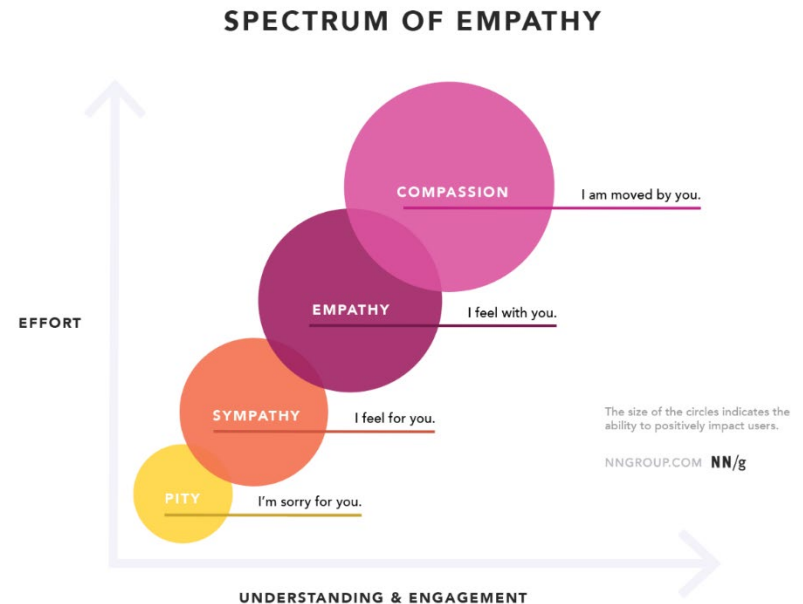 SPECTRUM OF EMPATHY
COMPASSION
I am moved by you.
EMPATHY
I feel with you.
EFFORT
SYMPATHY
I feel for you.
The size of the circles indicates the
ability to positively impact users.
NNGROUP.COM NN/g
PITY
I'm sorry for you.
UNDERSTANDING & ENGAGEMENT